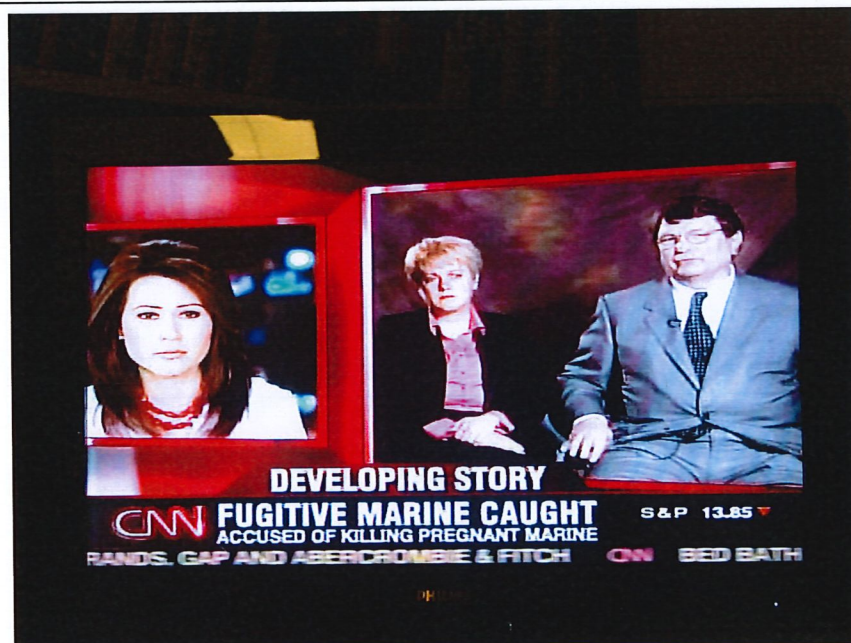 DEVELOPING STORY
CNN
FUGITIVE MARINE CAUGHT
S&P 13.85
ACCUSED OF KILLING PREGNANT MARINE
RANDS. GAP AND ABERCROMBIE & FITCH CNN BED BATH